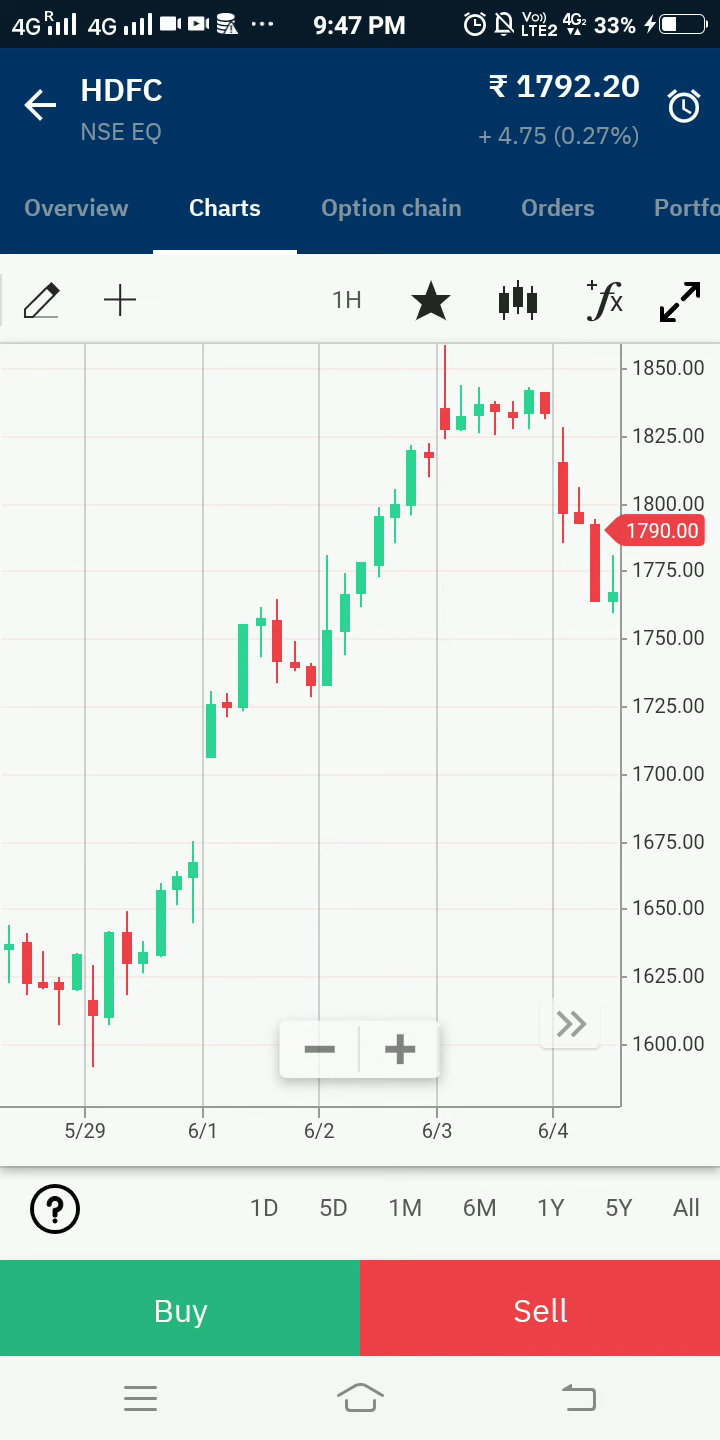 4G R 4G ... 9:47 PM Vo)) LTE2 4G2 33%
HDFC ₹ 1792.20
NSE EQ + 4.75 (0.27%)
Overview Charts Option chain Orders Portfo
1H +fx
1850.00
1825.00
1800.00
1790.00
1775.00
1750.00
1725.00
1700.00
1675.00
1650.00
1625.00
1600.00
5/29 6/1 6/2 6/3 6/4
? 1D 5D 1M 6M 1Y 5Y All
Buy Sell